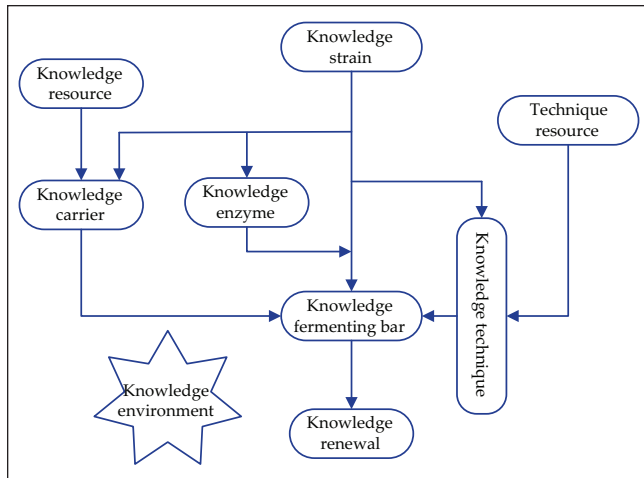 Knowledge
strain
Knowledge
resource
Technique
resource
Knowledge
carrier
Knowledge
enzyme
Knowledge technique
Knowledge
fermenting bar
Knowledge
environment
Knowledge
renewal